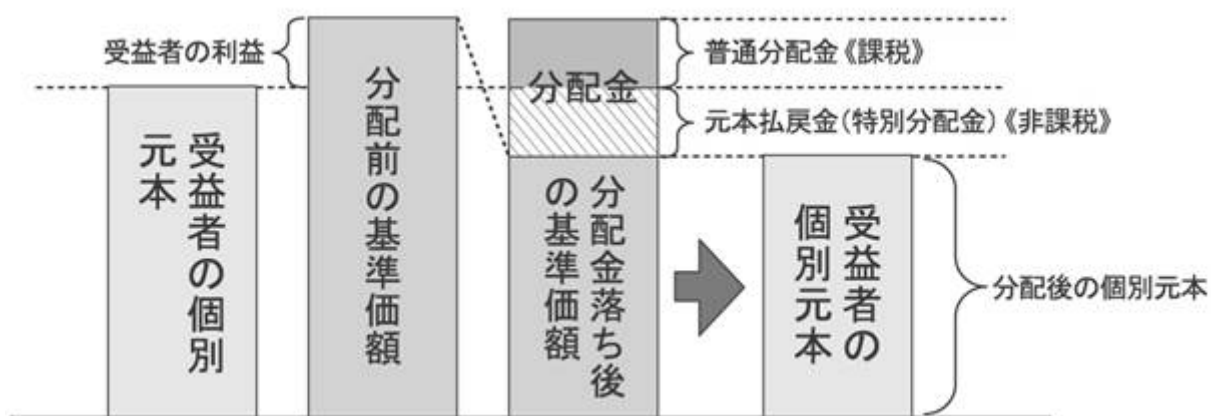 受益者の利益
受益者の個別
元本
分配前の基準価額
分配金
分配金落ち後
の基準価額
普通分配金《課税》
元本払戻金(特別分配金)《非課税》
受益者の
個別元本
分配後の個別元本